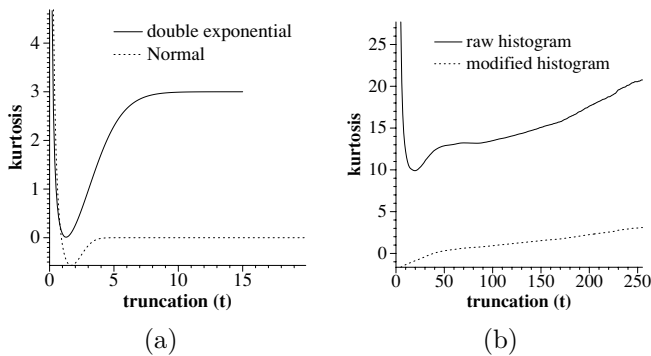 4
3
2
1
0
kurtosis
double exponential
Normal
0
5
10
15
truncation (t)
(a)
25
20
15
10
5
0
kurtosis
raw histogram
modified histogram
0
50
100
150
200
250
truncation (t)
(b)